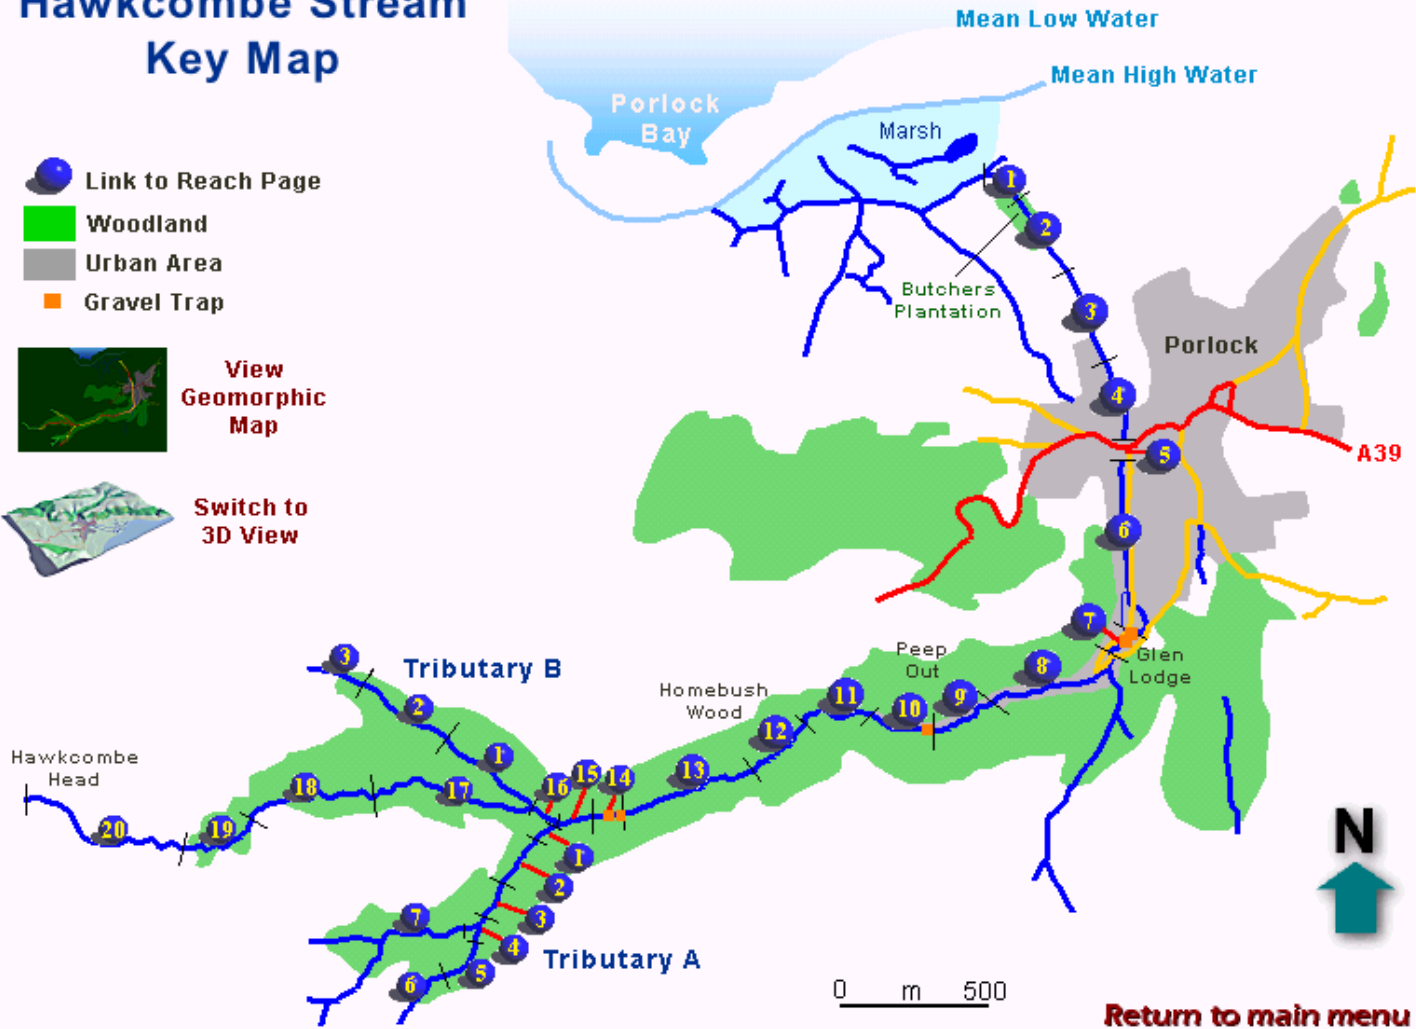 Hawkcombe Stream
Key Map
Mean Low Water
Mean High Water
Porlock
Bay
Marsh
Link to Reach Page
Woodland
Urban Area
Gravel Trap
View
Geomorphic
Map
Switch to
3D View
1
2
Butchers
Plantation
3
Porlock
4
A39
5
6
7
Glen
Lodge
Peep
Out
8
9
10
11
Homebush
Wood
12
13
14
15
16
Tributary B
3
2
1
17
18
Hawkcombe
Head
19
20
1
2
3
4
5
6
7
Tributary A
0 m 500
N
Return to main menu